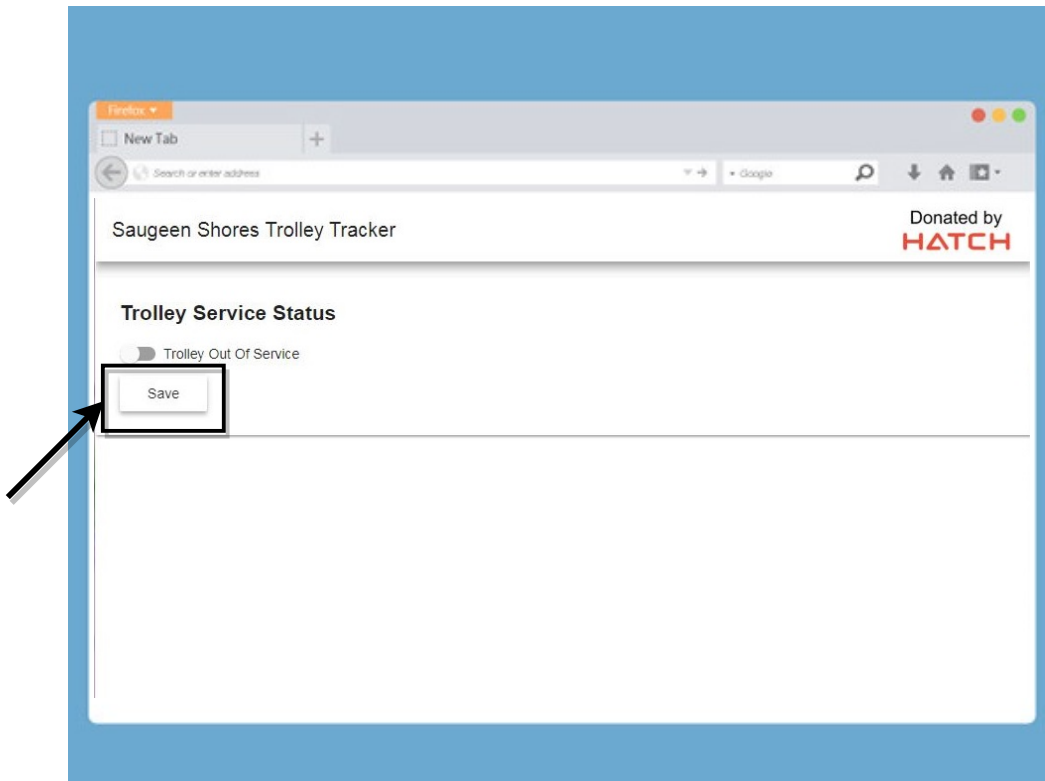 Firefox
New Tab
Search or enter address
Google
Saugeen Shores Trolley Tracker
Donated by
HATCH
Trolley Service Status
Trolley Out Of Service
Save